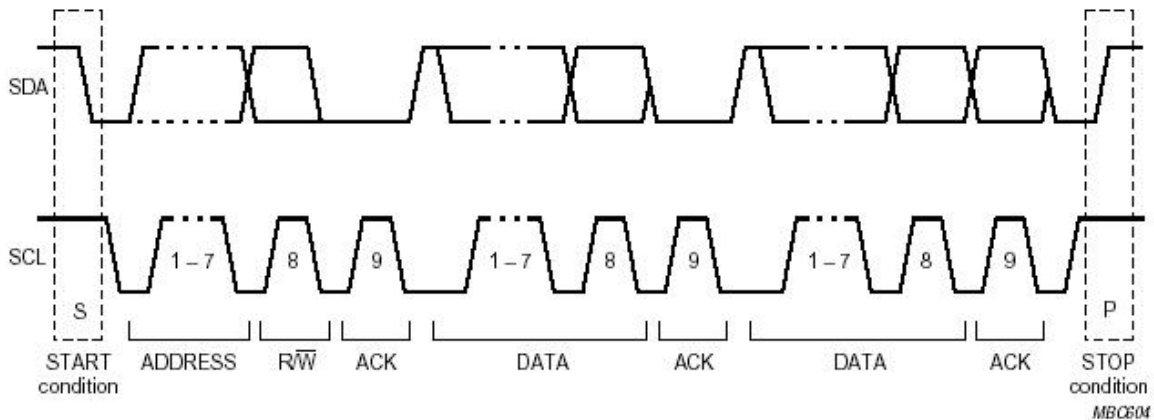 SDA
SCL
1 – 7 8 9 1 – 7 8 9 1 – 7 8 9
S P
START condition
ADDRESS
R/W̅
ACK
DATA
ACK
DATA
ACK
STOP condition
MBC604